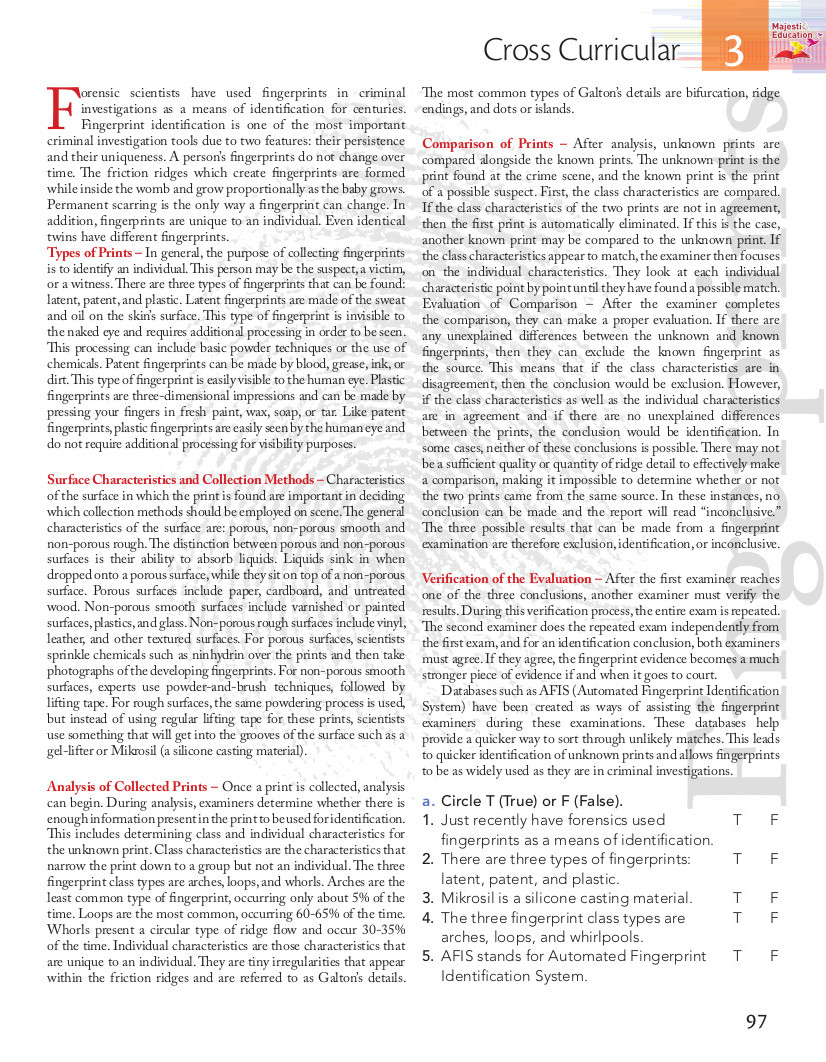 Cross Curricular
3
Majesti
Education
Forensic scientists have used fingerprints in criminal
investigations as a means of identification for centuries.
Fingerprint identification is one of the most important
criminal investigation tools due to two features: their persistence
and their uniqueness. A person's fingerprints do not change over
time. The friction ridges which create fingerprints are formed
while inside the womb and grow proportionally as the baby grows.
Permanent scarring is the only way a fingerprint can change. In
addition, fingerprints are unique to an individual. Even identical
twins have different fingerprints.
Types of Prints – In general, the purpose of collecting fingerprints
is to identify an individual. This person may be the suspect, a victim,
or a witness. There are three types of fingerprints that can be found:
latent, patent, and plastic. Latent fingerprints are made of the sweat
and oil on the skin's surface. This type of fingerprint is invisible to
the naked eye and requires additional processing in order to be seen.
This processing can include basic powder techniques or the use of
chemicals. Patent fingerprints can be made by blood, grease, ink, or
dirt. This type of fingerprint is easily visible to the human eye. Plastic
fingerprints are three-dimensional impressions and can be made by
pressing your fingers in fresh paint, wax, soap, or tar. Like patent
fingerprints, plastic fingerprints are easily seen by the human eye and
do not require additional processing for visibility purposes.
Surface Characteristics and Collection Methods – Characteristics
of the surface in which the print is found are important in deciding
which collection methods should be employed on scene. The general
characteristics of the surface are: porous, non-porous smooth and
non-porous rough. The distinction between porous and non-porous
surfaces is their ability to absorb liquids. Liquids sink in when
dropped onto a porous surface, while they sit on top of a non-porous
surface. Porous surfaces include paper, cardboard, and untreated
wood. Non-porous smooth surfaces include varnished or painted
surfaces, plastics, and glass. Non-porous rough surfaces include vinyl,
leather, and other textured surfaces. For porous surfaces, scientists
sprinkle chemicals such as ninhydrin over the prints and then take
photographs of the developing fingerprints. For non-porous smooth
surfaces, experts use powder-and-brush techniques, followed by
lifting tape. For rough surfaces, the same powdering process is used,
but instead of using regular lifting tape for these prints, scientists
use something that will get into the grooves of the surface such as a
gel-lifter or Mikrosil (a silicone casting material).
Analysis of Collected Prints – Once a print is collected, analysis
can begin. During analysis, examiners determine whether there is
enough information present in the print to be used for identification.
This includes determining class and individual characteristics for
the unknown print. Class characteristics are the characteristics that
narrow the print down to a group but not an individual. The three
fingerprint class types are arches, loops, and whorls. Arches are the
least common type of fingerprint, occurring only about 5% of the
time. Loops are the most common, occurring 60-65% of the time.
Whorls present a circular type of ridge flow and occur 30-35%
of the time. Individual characteristics are those characteristics that
are unique to an individual. They are tiny irregularities that appear
within the friction ridges and are referred to as Galton's details.
The most common types of Galton's details are bifurcation, ridge
endings, and dots or islands.
Comparison of Prints – After analysis, unknown prints are
compared alongside the known prints. The unknown print is the
print found at the crime scene, and the known print is the print
of a possible suspect. First, the class characteristics are compared.
If the class characteristics of the two prints are not in agreement,
then the first print is automatically eliminated. If this is the case,
another known print may be compared to the unknown print. If
the class characteristics appear to match, the examiner then focuses
on the individual characteristics. They look at each individual
characteristic point by point until they have found a possible match.
Evaluation of Comparison – After the examiner completes
the comparison, they can make a proper evaluation. If there are
any unexplained differences between the unknown and known
fingerprints, then they can exclude the known fingerprint as
the source. This means that if the class characteristics are in
disagreement, then the conclusion would be exclusion. However,
if the class characteristics as well as the individual characteristics
are in agreement and if there are no unexplained differences
between the prints, the conclusion would be identification. In
some cases, neither of these conclusions is possible. There may not
be a sufficient quality or quantity of ridge detail to effectively make
a comparison, making it impossible to determine whether or not
the two prints came from the same source. In these instances, no
conclusion can be made and the report will read “inconclusive.”
The three possible results that can be made from a fingerprint
examination are therefore exclusion, identification, or inconclusive.
Verification of the Evaluation – After the first examiner reaches
one of the three conclusions, another examiner must verify the
results. During this verification process, the entire exam is repeated.
The second examiner does the repeated exam independently from
the first exam, and for an identification conclusion, both examiners
must agree. If they agree, the fingerprint evidence becomes a much
stronger piece of evidence if and when it goes to court.
Databases such as AFIS (Automated Fingerprint Identification
System) have been created as ways of assisting the fingerprint
examiners during these examinations. These databases help
provide a quicker way to sort through unlikely matches. This leads
to quicker identification of unknown prints and allows fingerprints
to be as widely used as they are in criminal investigations.
Fingerprints
a. Circle T (True) or F (False).
1. Just recently have forensics used T F
fingerprints as a means of identification.
2. There are three types of fingerprints: T F
latent, patent, and plastic.
3. Mikrosil is a silicone casting material. T F
4. The three fingerprint class types are T F
arches, loops, and whirlpools.
5. AFIS stands for Automated Fingerprint T F
Identification System.
97